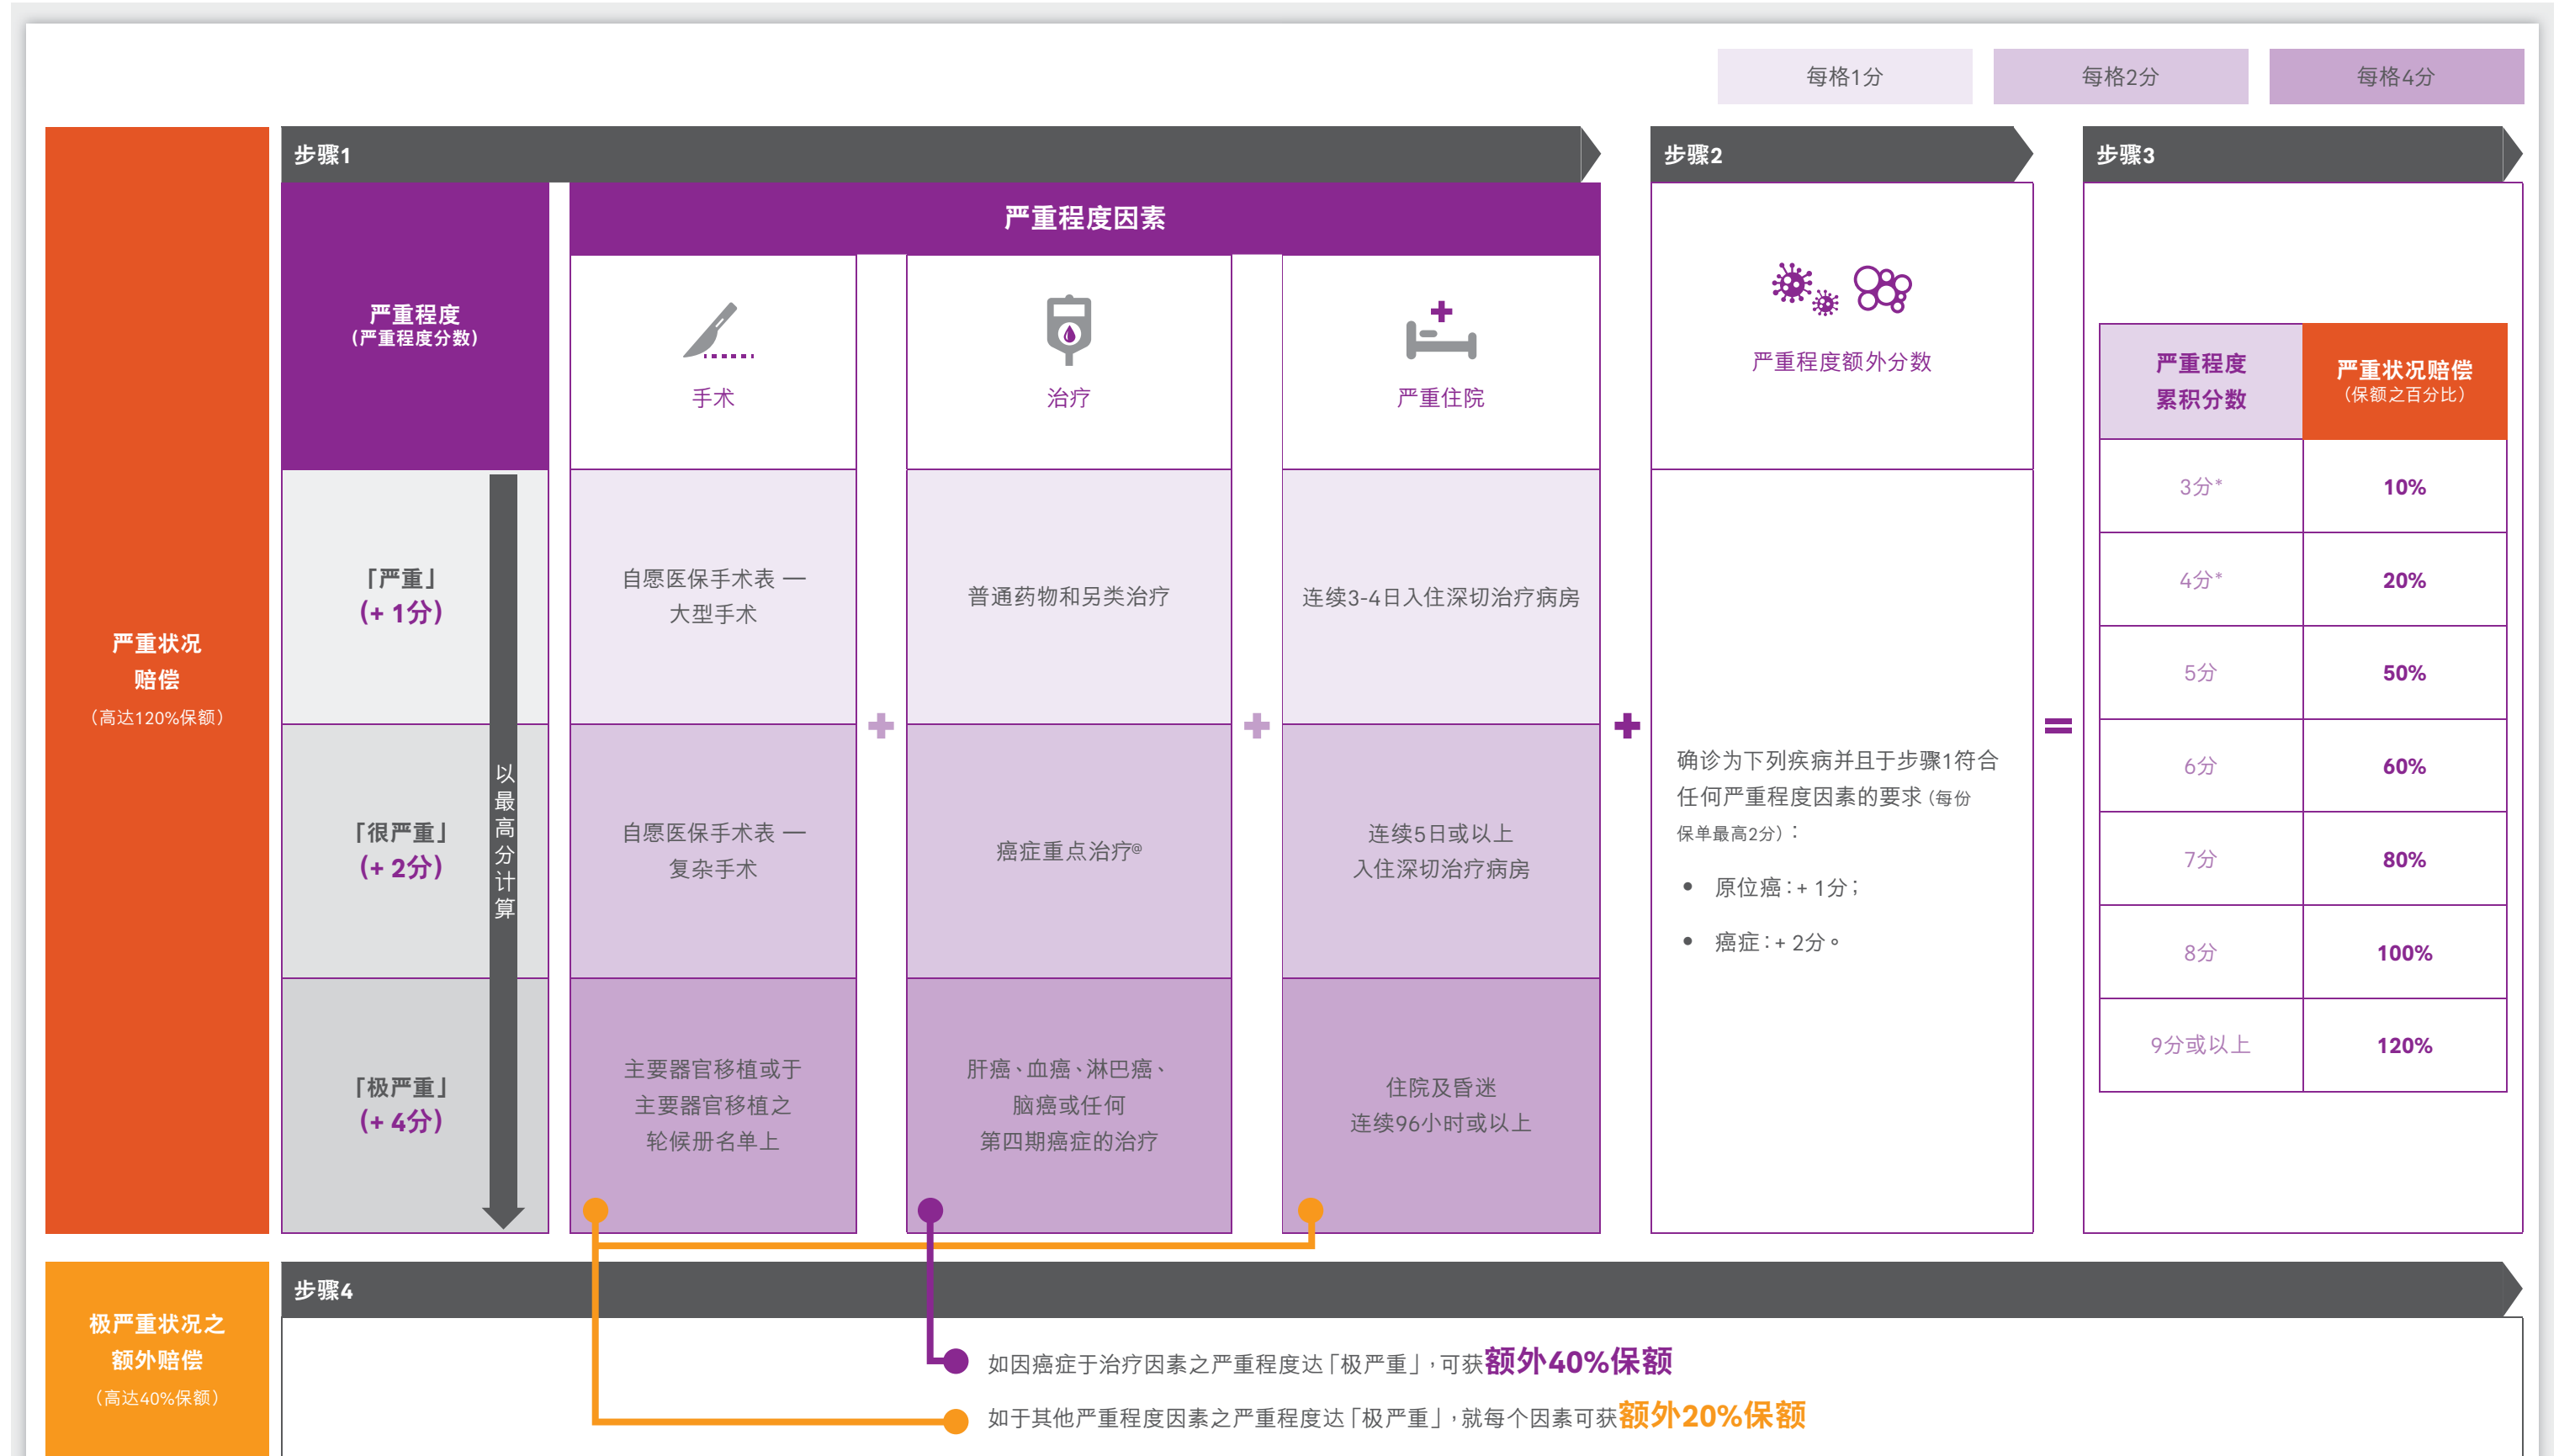 每格1分
每格2分
每格4分
严重状况
赔偿
（高达120%保额）
步骤1
严重程度
(严重程度分数)
严重程度因素
手术
治疗
严重住院
「严重」
(+ 1分)
自愿医保手术表 —
大型手术
普通药物和另类治疗
连续3-4日入住深切治疗病房
「很严重」
(+ 2分)
自愿医保手术表 —
复杂手术
癌症重点治疗@
连续5日或以上
入住深切治疗病房
「极严重」
(+ 4分)
主要器官移植或于
主要器官移植之
轮候册名单上
肝癌、血癌、淋巴癌、
脑癌或任何
第四期癌症的治疗
住院及昏迷
连续96小时或以上
以最高分计算
+
+
+
步骤2
严重程度额外分数
确诊为下列疾病并且于步骤1符合
任何严重程度因素的要求（每份
保单最高2分）：
• 原位癌：+ 1分；
• 癌症：+ 2分。
=
步骤3
严重程度
累积分数
严重状况赔偿
（保额之百分比）
3分* 10%
4分* 20%
5分 50%
6分 60%
7分 80%
8分 100%
9分或以上 120%
极严重状况之
额外赔偿
（高达40%保额）
步骤4
如因癌症于治疗因素之严重程度达「极严重」，可获额外40%保额
如于其他严重程度因素之严重程度达「极严重」，就每个因素可获额外20%保额